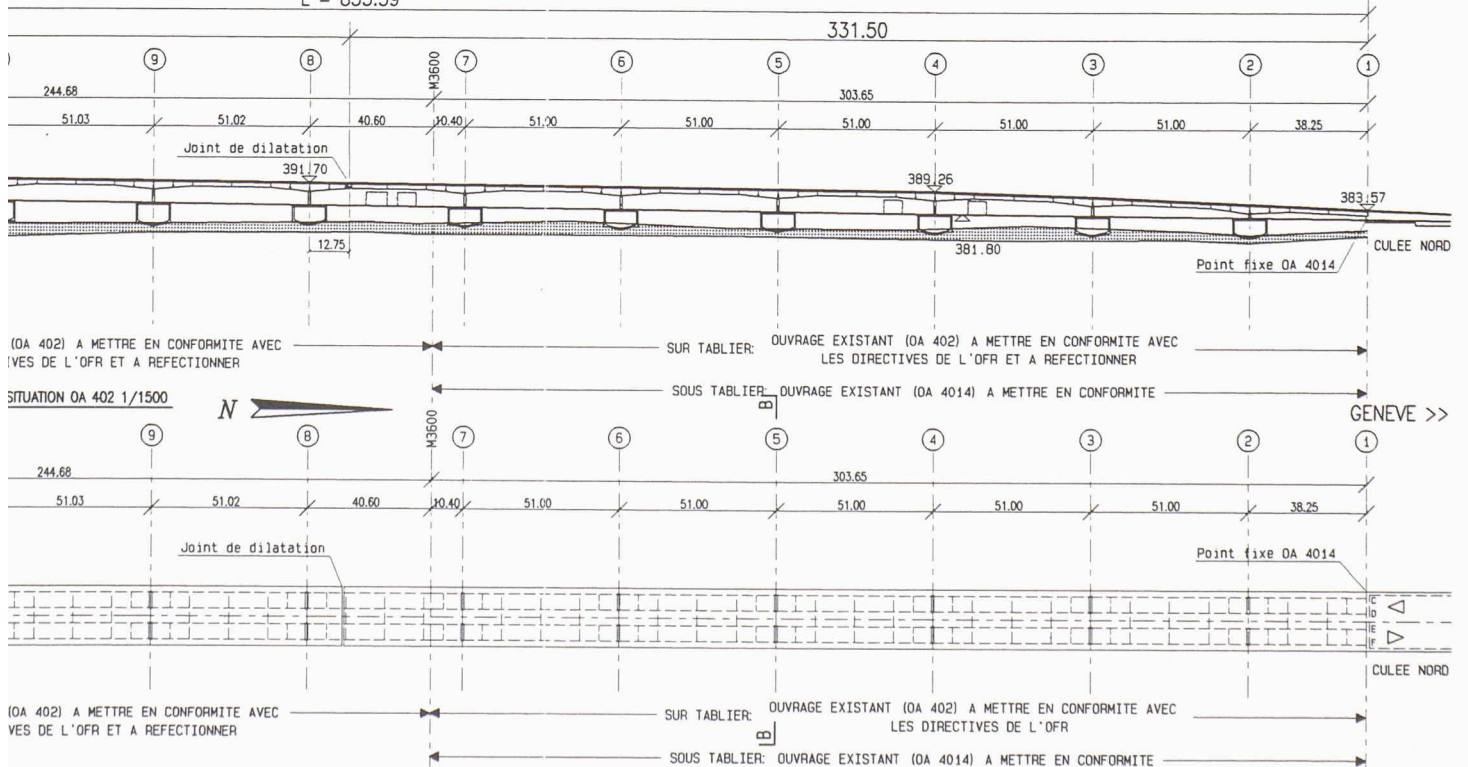 331.50
9 8 M3600 7 6 5 4 3 2 1
244.68 303.65
51.03 51.02 40.60 10.40 51.00 51.00 51.00 51.00 51.00 38.25
Joint de dilatation
391.70 389.26 383.57
12.75 381.80
CULEE NORD
Point fixe OA 4014
(OA 402) A METTRE EN CONFORMITE AVEC
IVES DE L'OFR ET A REFECTIONNER
SUR TABLIER: OUVRAGE EXISTANT (OA 402) A METTRE EN CONFORMITE AVEC
LES DIRECTIVES DE L'OFR ET A REFECTIONNER
SOUS TABLIER: OUVRAGE EXISTANT (OA 4014) A METTRE EN CONFORMITE
SITUATION OA 402 1/1500
N
B
GENEVE >>
9 8 M3600 7 6 5 4 3 2 1
244.68 303.65
51.03 51.02 40.60 10.40 51.00 51.00 51.00 51.00 51.00 38.25
Joint de dilatation
Point fixe OA 4014
C
D
E
F
CULEE NORD
(OA 402) A METTRE EN CONFORMITE AVEC
VES DE L'OFR ET A REFECTIONNER
SUR TABLIER: OUVRAGE EXISTANT (OA 402) A METTRE EN CONFORMITE AVEC
LES DIRECTIVES DE L'OFR
B
SOUS TABLIER: OUVRAGE EXISTANT (OA 4014) A METTRE EN CONFORMITE